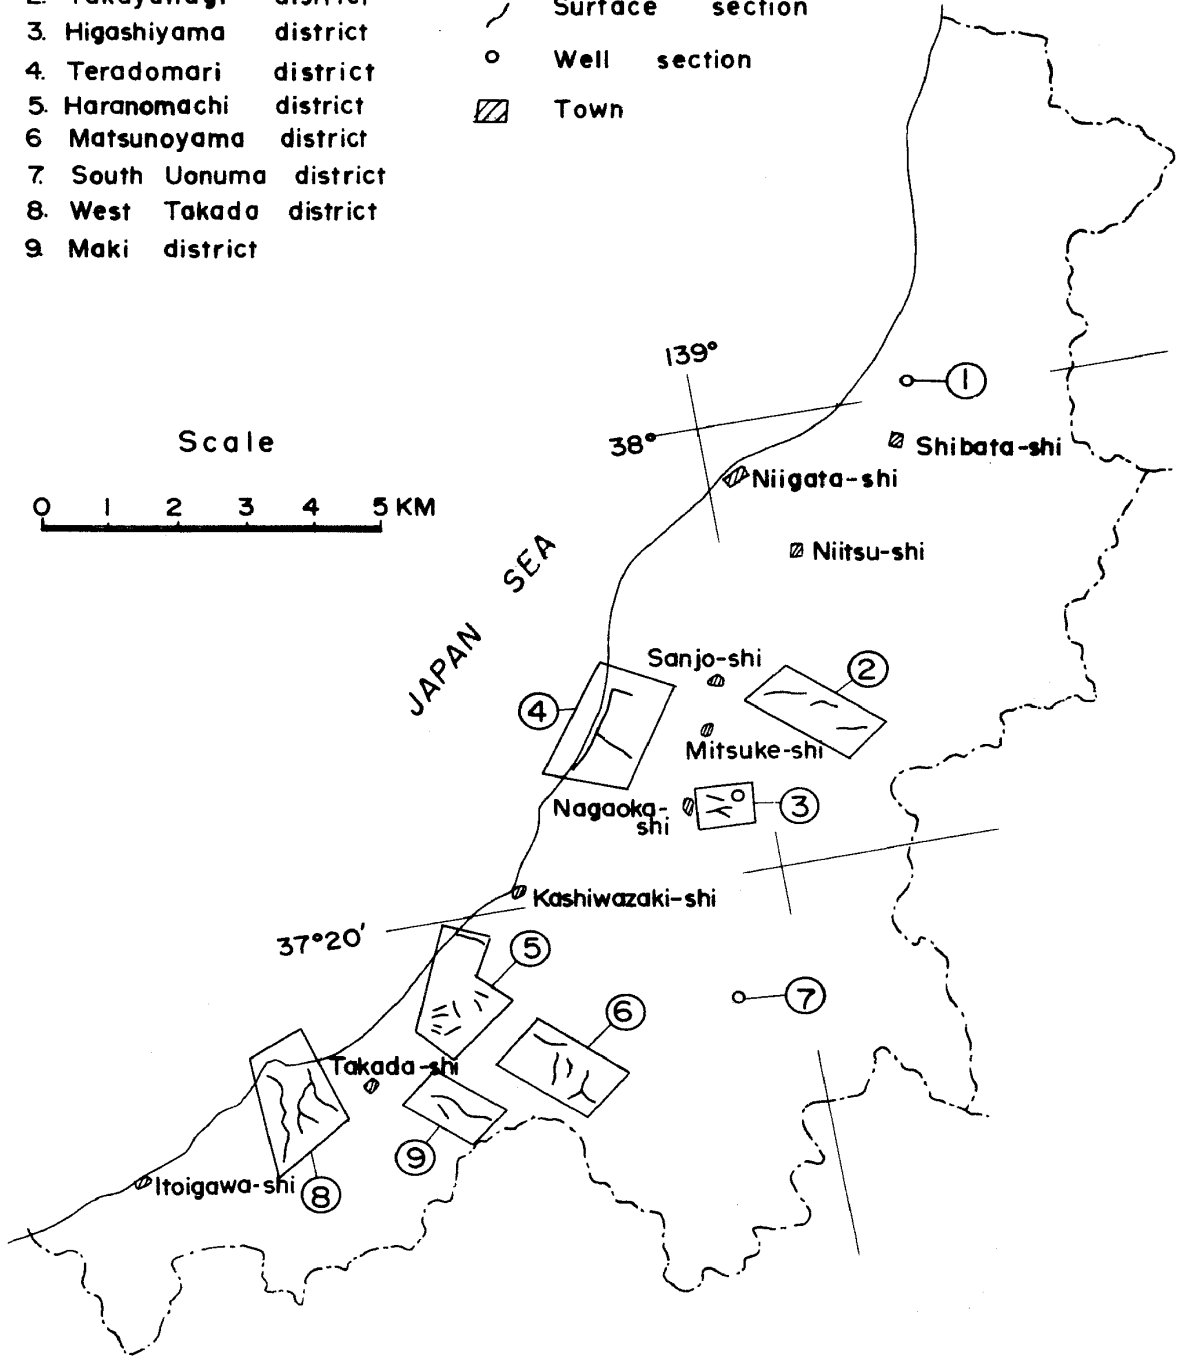 district
3. Higashiyama district
4. Teradomari district
5. Haranomachi district
6 Matsunoyama district
7. South Uonuma district
8. West Takada district
9. Maki district
Surface section
Well section
Town
139°
1
38°
Shibata-shi
Niigata-shi
Scale
0 1 2 3 4 5 KM
Niitsu-shi
JAPAN SEA
Sanjo-shi
2
4
Mitsuke-shi
Nagaoka-
shi
3
Kashiwazaki-shi
37°20′
5
7
6
Takada-shi
9
Itoigawa-shi
8